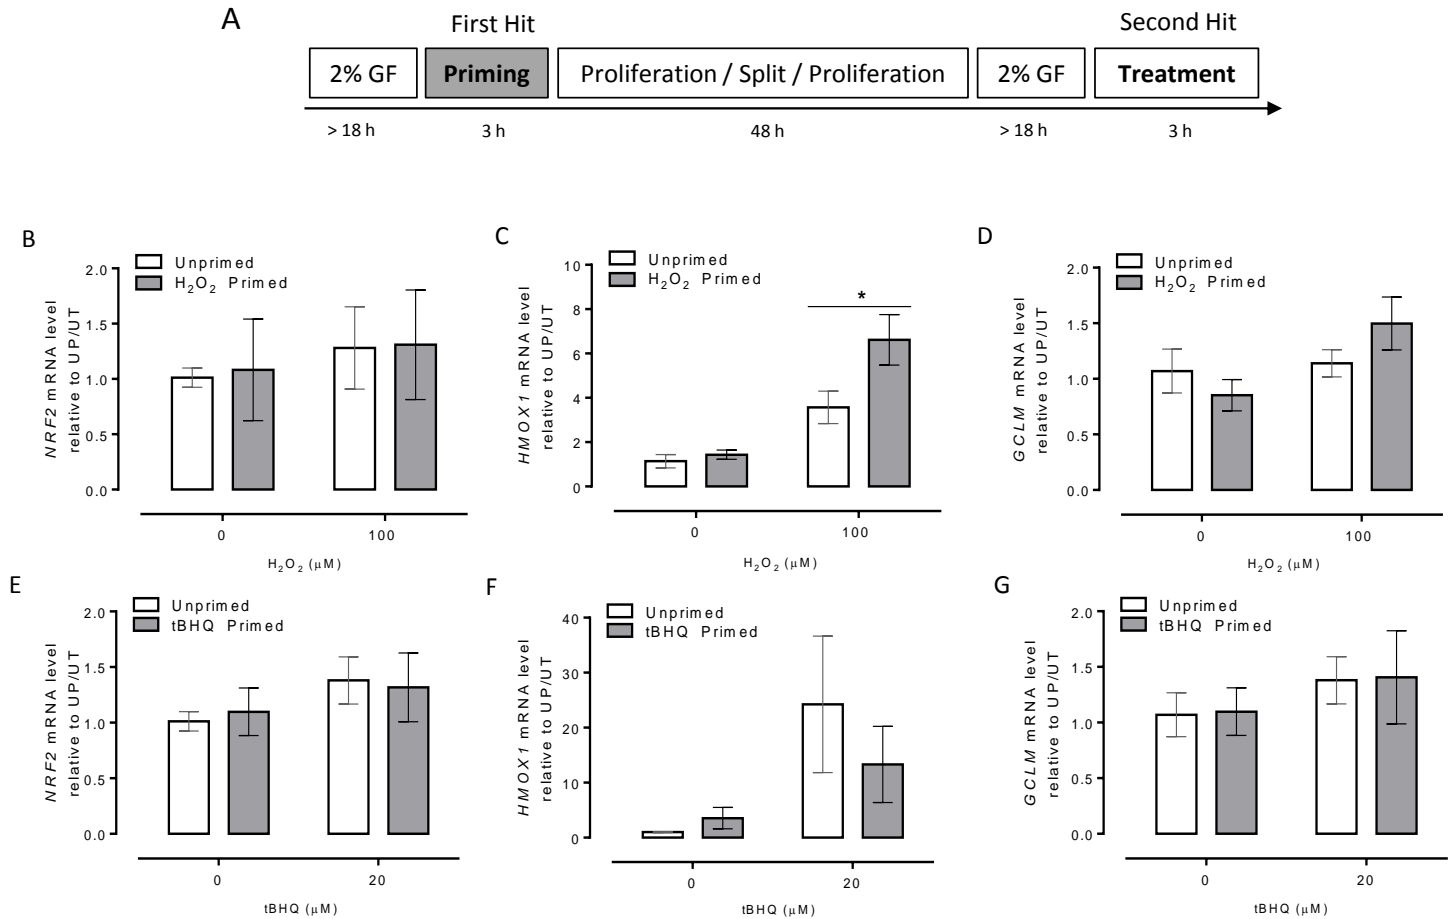 A
First Hit
Second Hit
2% GF
Priming
Proliferation / Split / Proliferation
2% GF
Treatment
> 18 h
3 h
48 h
> 18 h
3 h
B
Unprimed
H₂O₂ Primed
NRF2 mRNA level
relative to UP/UT
2.0
1.5
1.0
0.5
0.0
0
100
H₂O₂ (μM)
C
Unprimed
H₂O₂ Primed
HMOX1 mRNA level
relative to UP/UT
10
8
6
4
2
0
*
0
100
H₂O₂ (μM)
D
Unprimed
H₂O₂ Primed
GCLM mRNA level
relative to UP/UT
2.0
1.5
1.0
0.5
0.0
0
100
H₂O₂ (μM)
E
Unprimed
tBHQ Primed
NRF2 mRNA level
relative to UP/UT
2.0
1.5
1.0
0.5
0.0
0
20
tBHQ (μM)
F
Unprimed
tBHQ Primed
HMOX1 mRNA level
relative to UP/UT
40
30
20
10
0
0
20
tBHQ (μM)
G
Unprimed
tBHQ Primed
GCLM mRNA level
relative to UP/UT
2.0
1.5
1.0
0.5
0.0
0
20
tBHQ (μM)